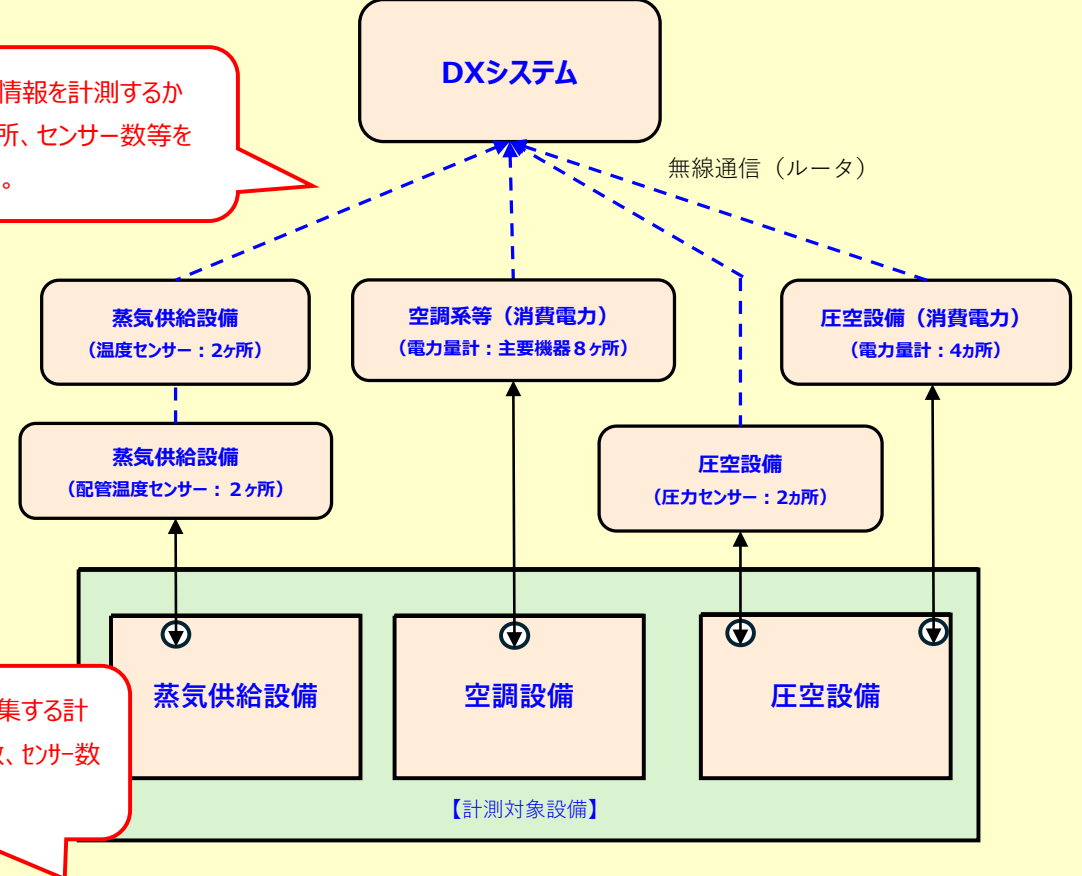 DXシステム
情報を計測するか
所、センサー数等を
。
無線通信（ルータ）
蒸気供給設備
（温度センサー：2ヶ所）
空調系等（消費電力）
（電力量計：主要機器８ヶ所）
圧空設備（消費電力）
（電力量計：4ヵ所）
蒸気供給設備
（配管温度センサー：２ヶ所）
圧空設備
（圧力センサー：2ヵ所）
蒸気供給設備
空調設備
圧空設備
集する計
、センサー数
【計測対象設備】